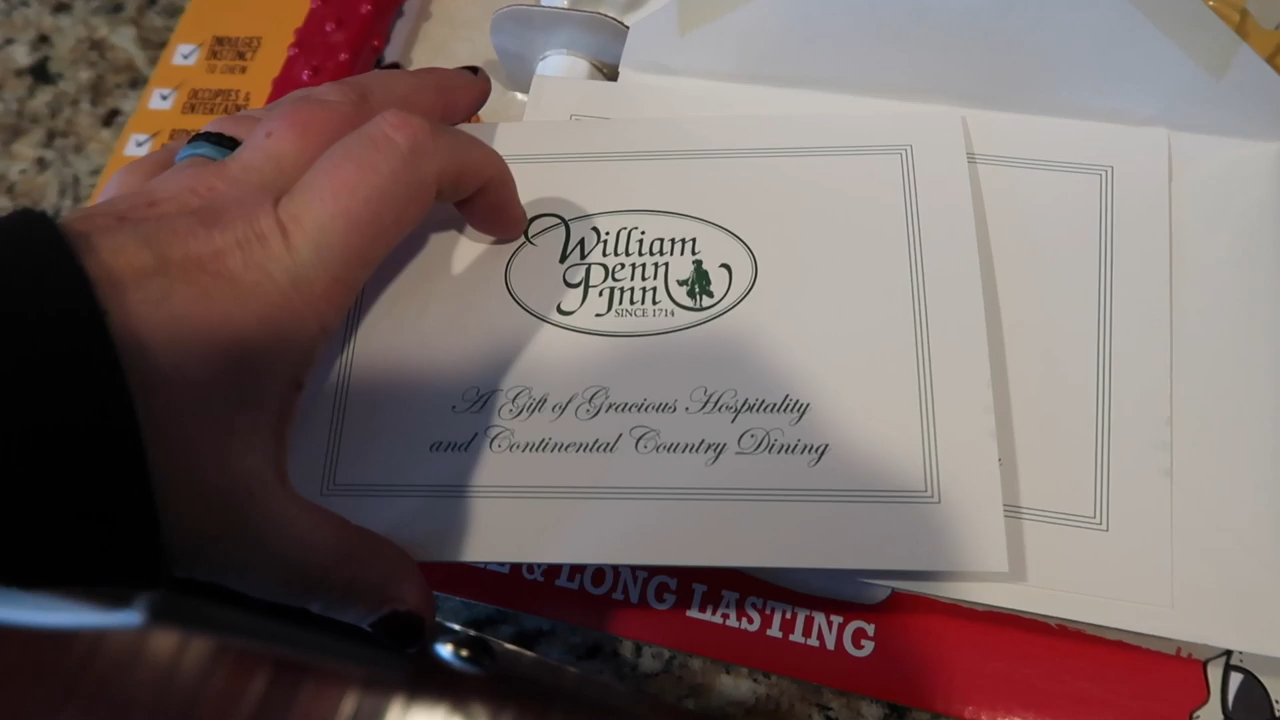 INDULGES
INSTINCT
TO CHEW
OCCUPIES &
ENTERTAINS
William
Penn
Inn
SINCE 1714
A Gift of Gracious Hospitality
and Continental Country Dining
& LONG LASTING